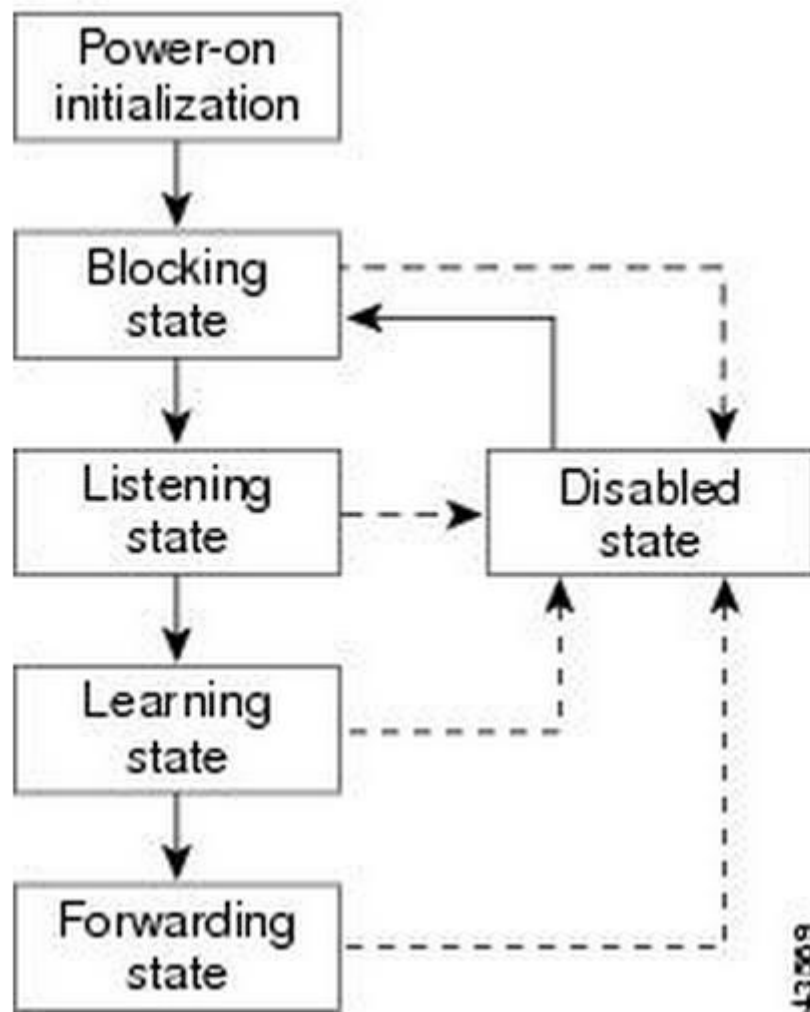 Power-on
initialization
Blocking
state
Listening
state
Disabled
state
Learning
state
Forwarding
state